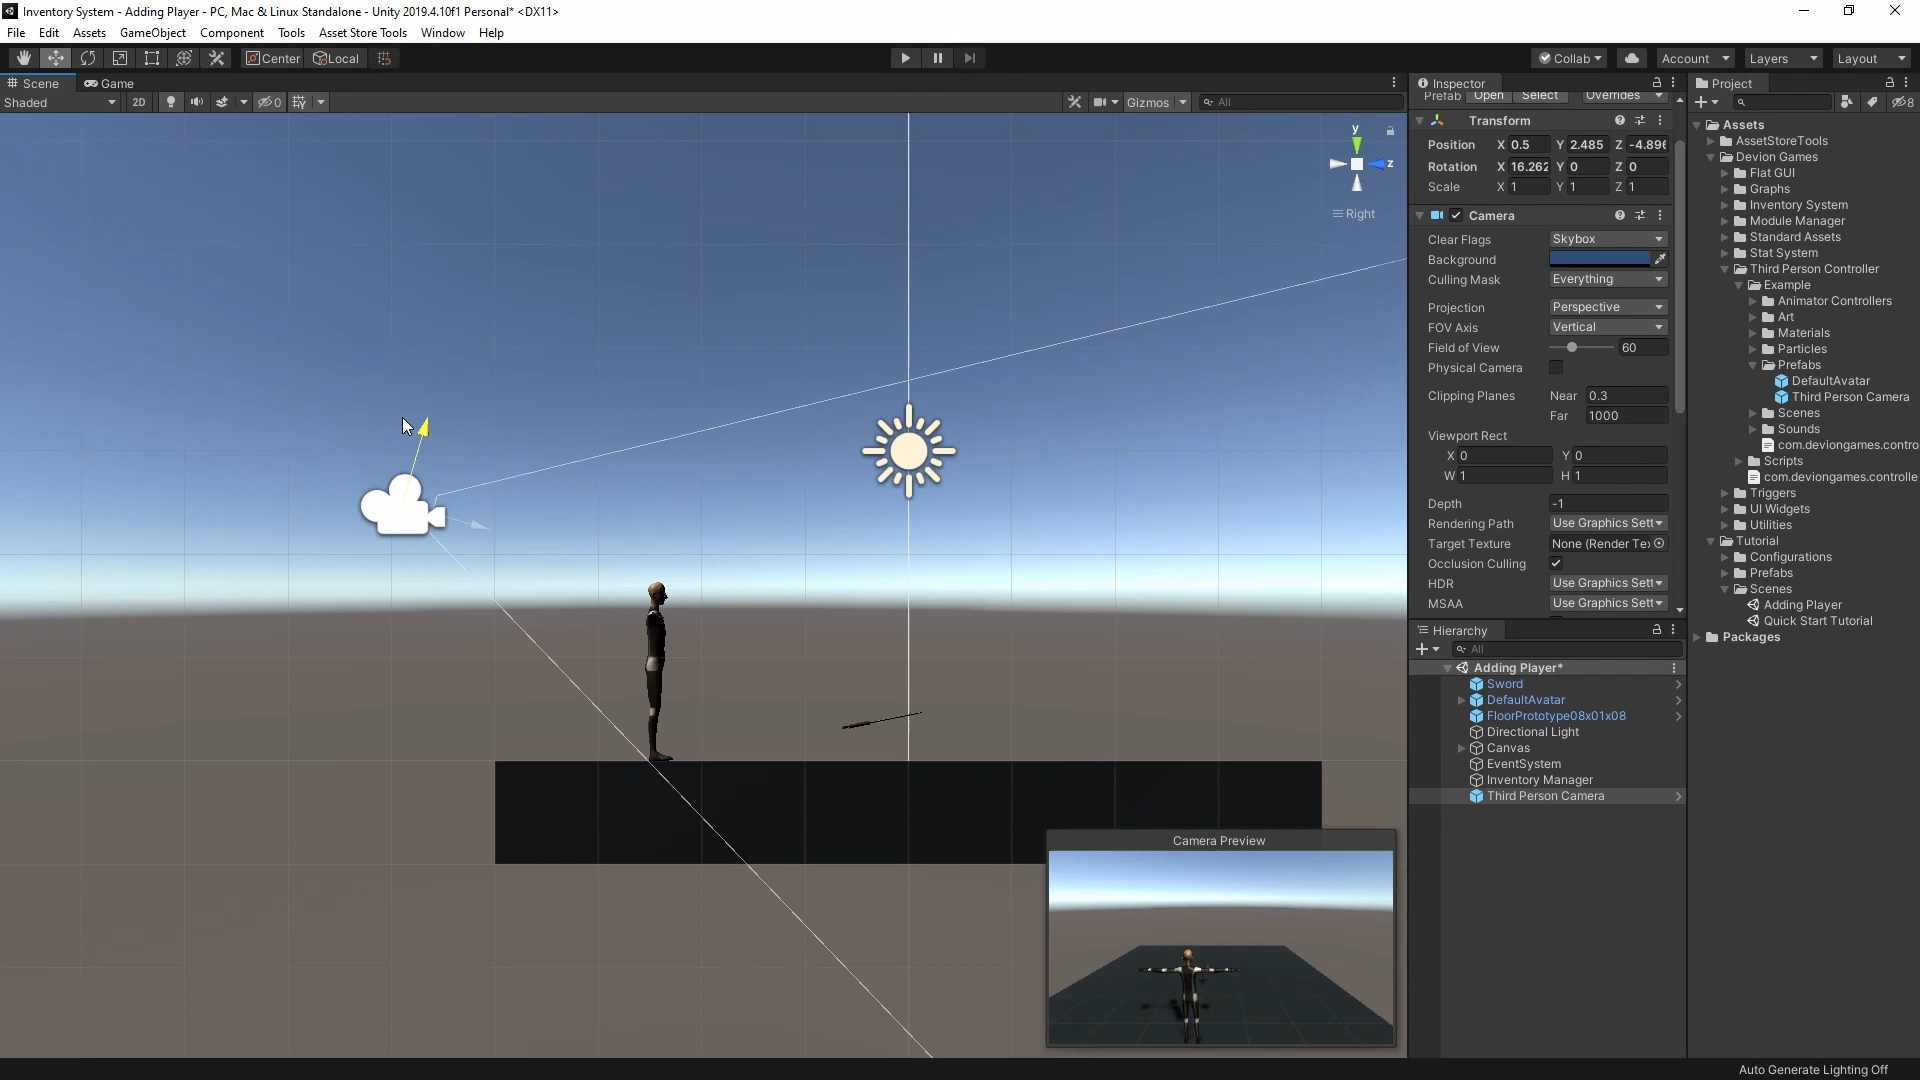 Inventory System - Adding Player - PC, Mac & Linux Standalone - Unity 2019.4.10f1 Personal* <DX11>
File Edit Assets GameObject Component Tools Asset Store Tools Window Help
Center Local Collab Account Layers Layout
Scene Game
Shaded 2D 0 Gizmos All
y
z
Right
Camera Preview
Inspector
Prefab Open Select Overrides
Transform
Position X 0.5 Y 2.485 Z -4.896
Rotation X 16.262 Y 0 Z 0
Scale X 1 Y 1 Z 1
Camera
Clear Flags Skybox
Background
Culling Mask Everything
Projection Perspective
FOV Axis Vertical
Field of View 60
Physical Camera
Clipping Planes Near 0.3
Far 1000
Viewport Rect
X 0 Y 0
W 1 H 1
Depth -1
Rendering Path Use Graphics Sett
Target Texture None (Render Tex
Occlusion Culling
HDR Use Graphics Sett
MSAA Use Graphics Sett
Hierarchy
All
Adding Player*
Sword
DefaultAvatar
FloorPrototype08x01x08
Directional Light
Canvas
EventSystem
Inventory Manager
Third Person Camera
Project
8
Assets
AssetStoreTools
Devion Games
Flat GUI
Graphs
Inventory System
Module Manager
Standard Assets
Stat System
Third Person Controller
Example
Animator Controllers
Art
Materials
Particles
Prefabs
DefaultAvatar
Third Person Camera
Scenes
Sounds
com.deviongames.contro
Scripts
com.deviongames.controlle
Triggers
UI Widgets
Utilities
Tutorial
Configurations
Prefabs
Scenes
Adding Player
Quick Start Tutorial
Packages
Auto Generate Lighting Off